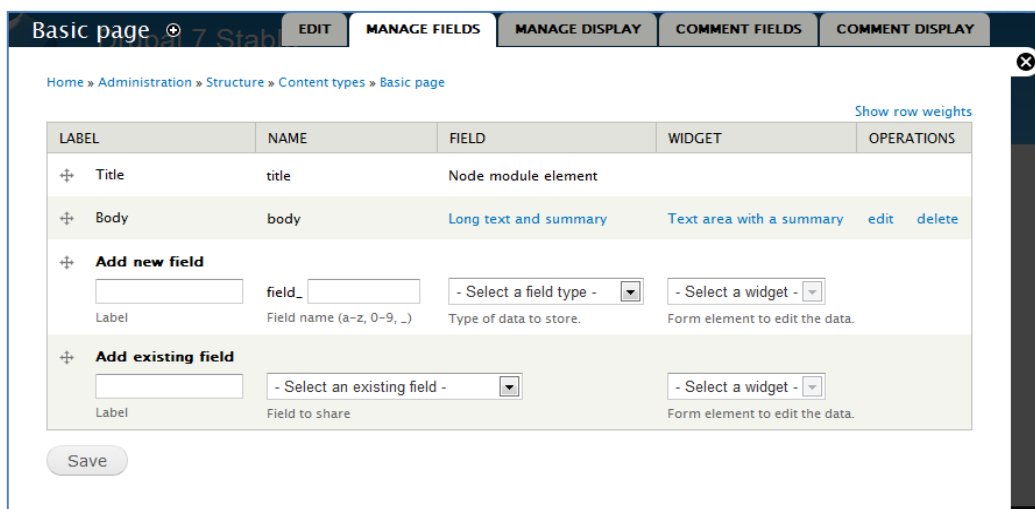 Basic page
Drupal 7 Stabl
EDIT MANAGE FIELDS MANAGE DISPLAY COMMENT FIELDS COMMENT DISPLAY
Home » Administration » Structure » Content types » Basic page
Show row weights
LABEL NAME FIELD WIDGET OPERATIONS
Title title Node module element
Body body Long text and summary Text area with a summary edit delete
Add new field
field_ - Select a field type - - Select a widget -
Label Field name (a-z, 0-9, _) Type of data to store. Form element to edit the data.
Add existing field
- Select an existing field - - Select a widget -
Label Field to share Form element to edit the data.
Save